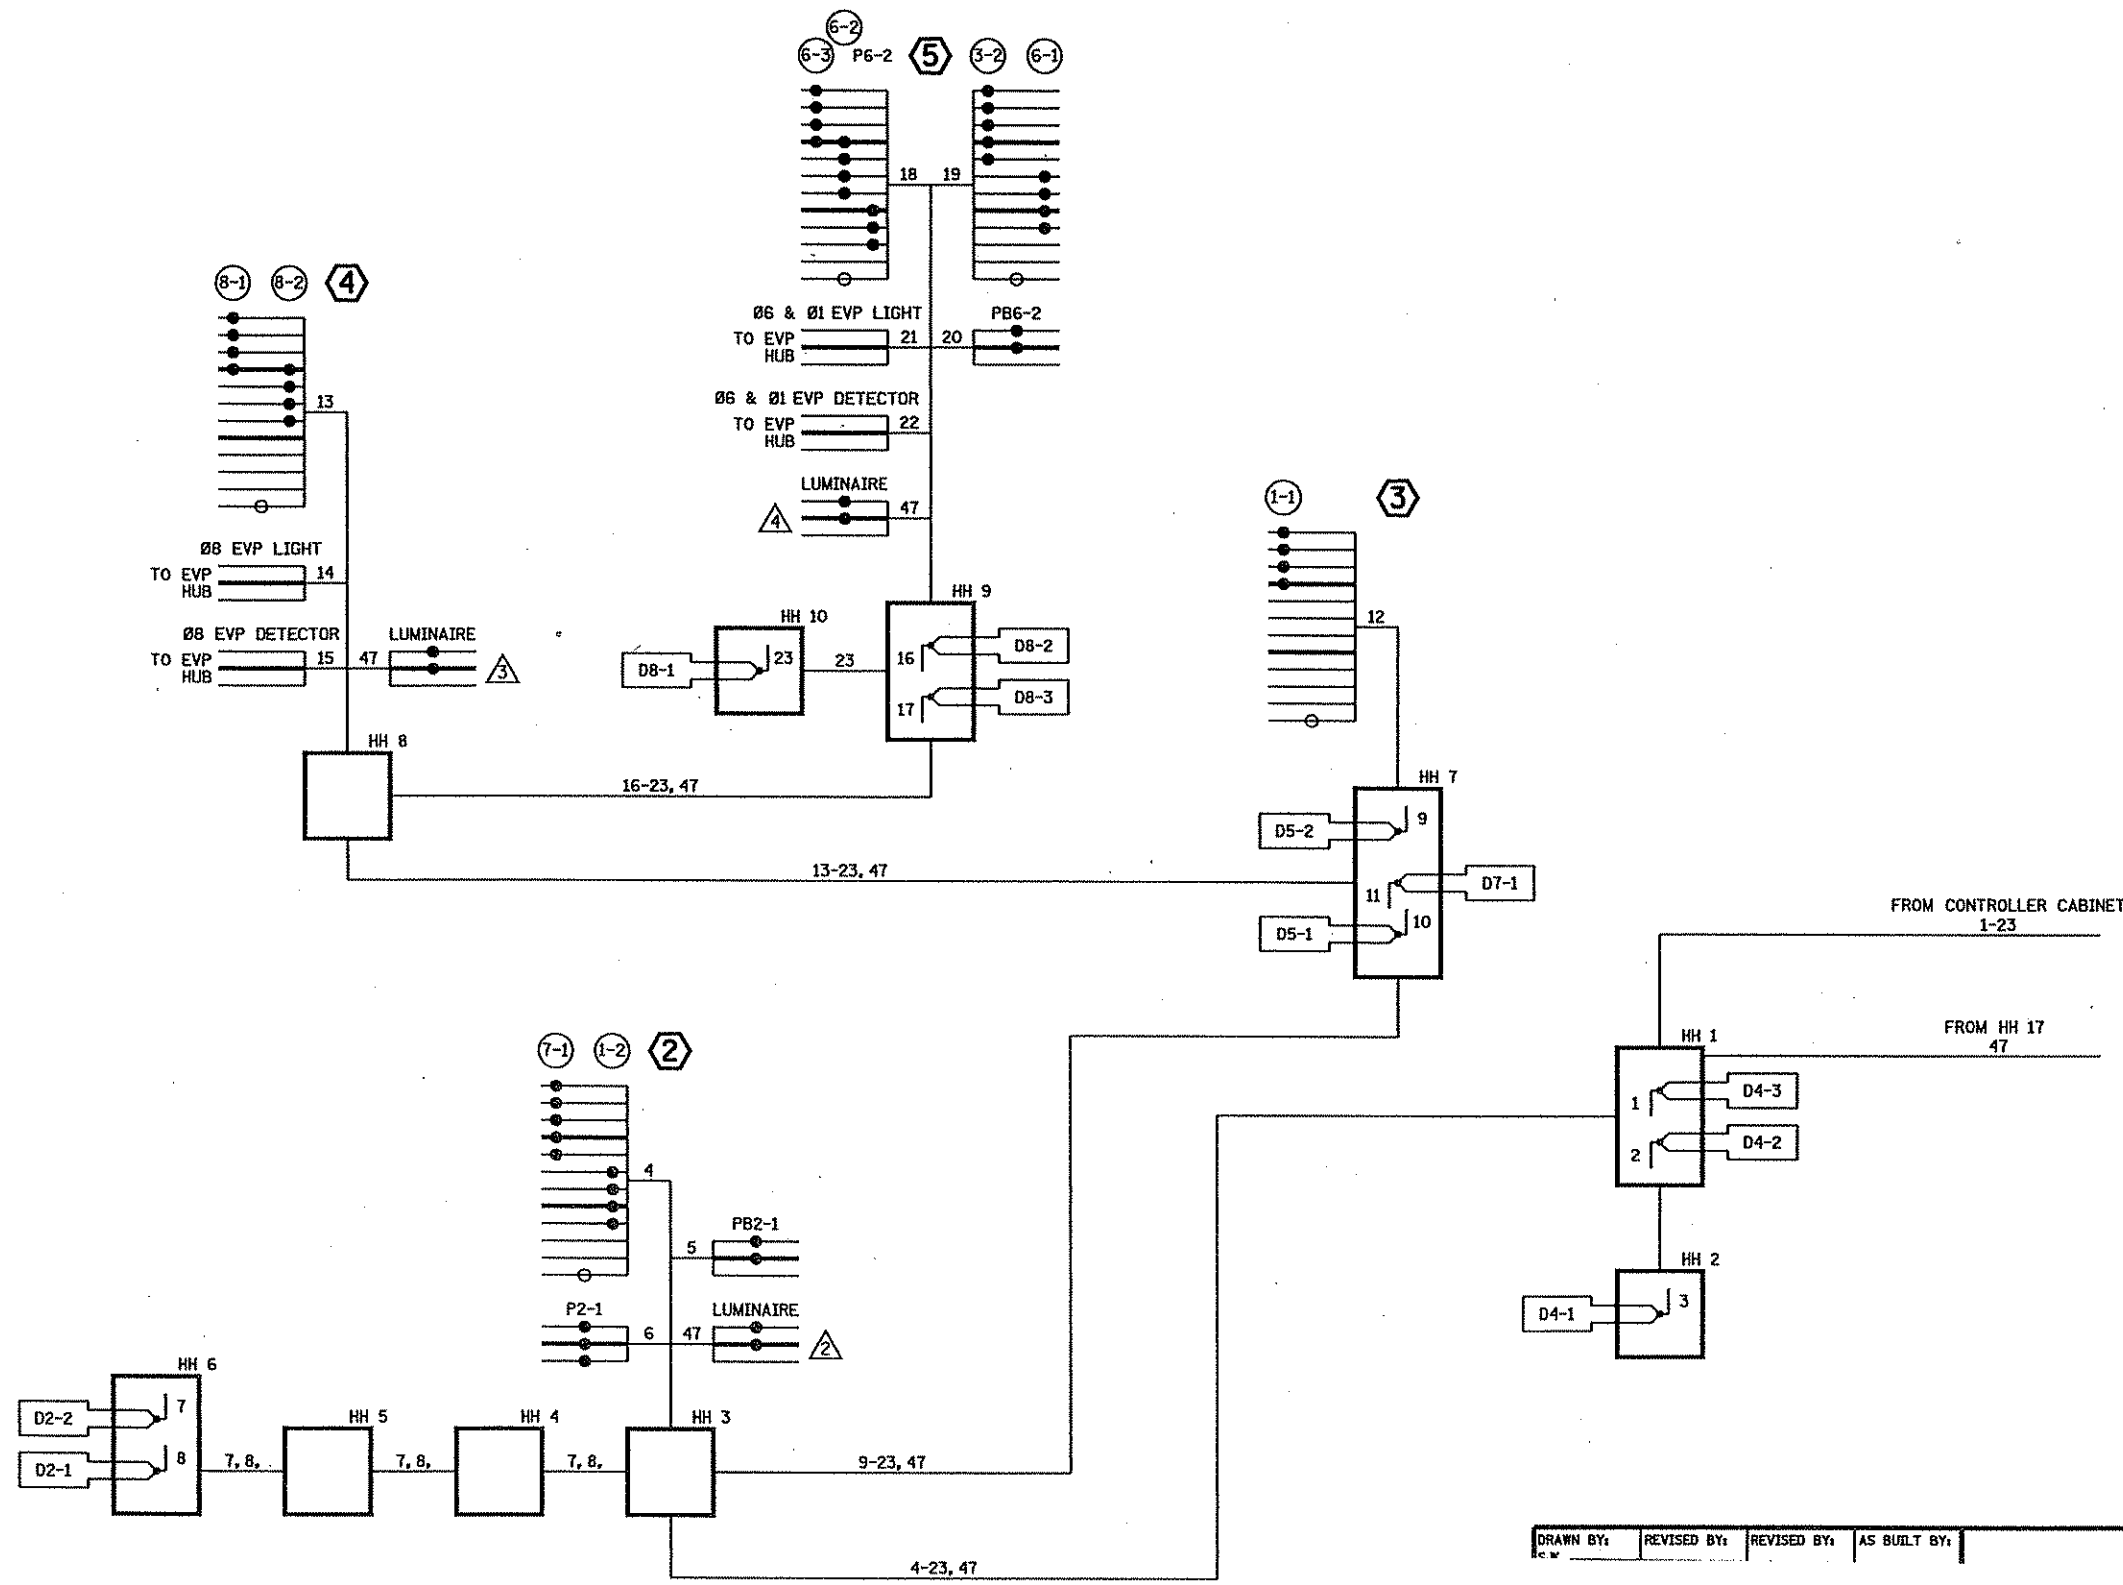 6-2
6-3 P6-2 5 3-2 6-1
18 19
8-1 8-2 4
Ø6 & Ø1 EVP LIGHT
PB6-2
TO EVP
HUB
21 20
13
Ø6 & Ø1 EVP DETECTOR
TO EVP
HUB
22
LUMINAIRE
4
47
1-1 3
Ø8 EVP LIGHT
TO EVP
HUB
14
Ø8 EVP DETECTOR
TO EVP
HUB
15 47
LUMINAIRE
3
HH 10
D8-1
23
23
HH 9
16
D8-2
17
D8-3
12
HH 8
16-23, 47
HH 7
D5-2
9
11
D7-1
D5-1
10
13-23, 47
FROM CONTROLLER CABINET
1-23
FROM HH 17
47
HH 1
1
D4-3
2
D4-2
7-1 1-2 2
4
PB2-1
5
P2-1
6 47
LUMINAIRE
2
HH 2
D4-1
3
HH 6
D2-2
7
D2-1
8
7, 8,
HH 5
7, 8,
HH 4
7, 8,
HH 3
9-23, 47
4-23, 47
DRAWN BY: REVISED BY: REVISED BY: AS BUILT BY: